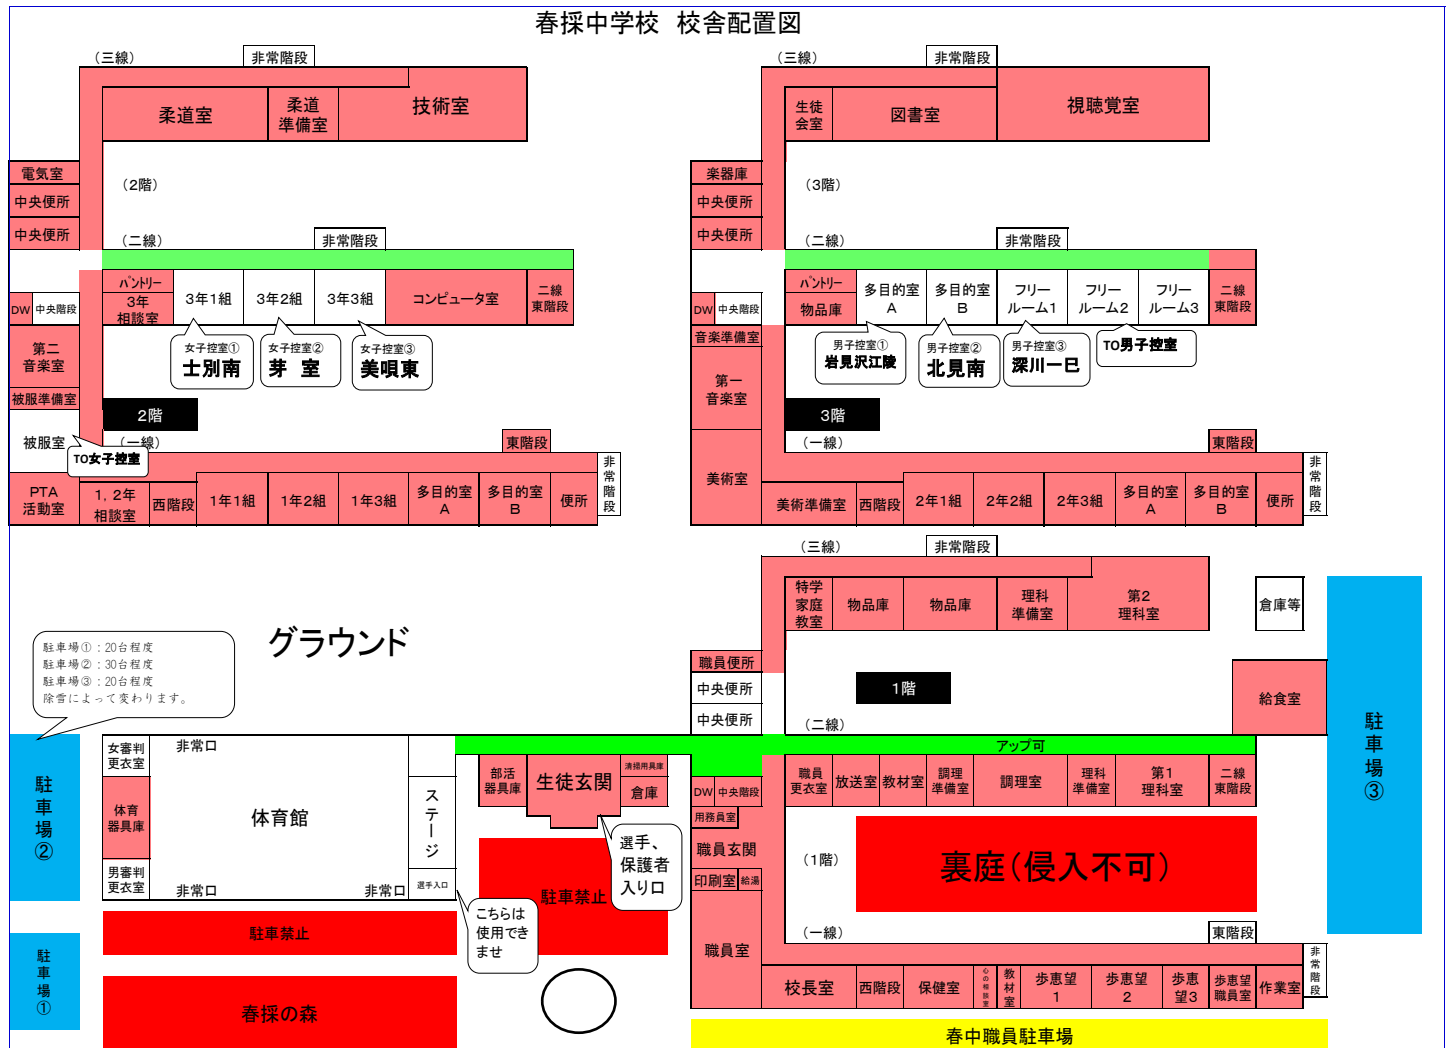 春採中学校 校舎配置図
(三線)
非常階段
柔道室
柔道
準備室
技術室
電気室
中央便所
中央便所
(2階)
(二線)
非常階段
パントリー
3年
相談室
3年1組
3年2組
3年3組
コンピュータ室
二線
東階段
DW
中央階段
女子控室①
士別南
女子控室②
芽 室
女子控室③
美唄東
第二
音楽室
被服準備室
2階
被服室
TO女子控室
(一線)
東階段
非常階段
PTA
活動室
1,2年
相談室
西階段
1年1組
1年2組
1年3組
多目的室
A
多目的室
B
便所
(三線)
非常階段
生徒
会室
図書室
視聴覚室
楽器庫
中央便所
中央便所
(3階)
(二線)
非常階段
パントリー
物品庫
多目的室
A
多目的室
B
フリー
ルーム1
フリー
ルーム2
フリー
ルーム3
二線
東階段
DW
中央階段
男子控室①
岩見沢江陵
男子控室②
北見南
男子控室③
深川一已
TO男子控室
音楽準備室
第一
音楽室
3階
(一線)
東階段
非常階段
美術室
美術準備室
西階段
2年1組
2年2組
2年3組
多目的室
A
多目的室
B
便所
(三線)
非常階段
特学
家庭
教室
物品庫
物品庫
理科
準備室
第2
理科室
倉庫等
給食室
駐車場③
職員便所
中央便所
中央便所
1階
(二線)
アップ可
グラウンド
駐車場①:20台程度
駐車場②:30台程度
駐車場③:20台程度
除雪によって変わります。
駐車場②
駐車場①
女審判
更衣室
体育
器具庫
男審判
更衣室
非常口
体育館
非常口
非常口
ステージ
選手入口
こちらは
使用でき
ませ
部活
器具庫
生徒玄関
清掃用具庫
倉庫
選手、
保護者
入り口
駐車禁止
駐車禁止
春採の森
DW
中央階段
用務員室
職員玄関
印刷室
給湯
職員室
職員
更衣室
放送室
教材室
調理
準備室
調理室
理科
準備室
第1
理科室
二線
東階段
(1階)
裏庭(侵入不可)
(一線)
東階段
非常階段
校長室
西階段
保健室
心の相談室
教材室
歩恵望
1
歩恵望
2
歩恵
望3
歩恵望
職員室
作業室
春中職員駐車場